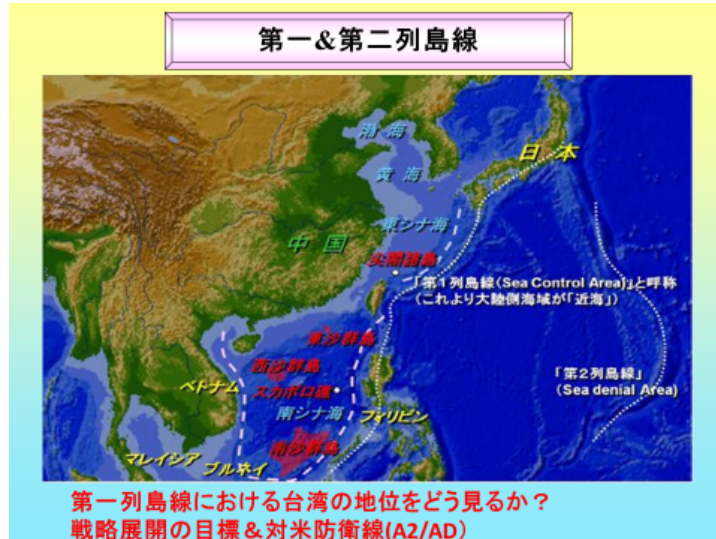 第一&第二列島線
渤海
日本
黄海
東シナ海
中国
尖閣諸島
「第1列島線(Sea Control Area)」と呼称
(これより大陸側海域が「近海」)
東沙群島
西沙群島
「第2列島線」
(Sea denial Area)
ベトナム
スカボロ礁
南シナ海
フィリピン
南沙群島
マレイシア
ブルネイ
第一列島線における台湾の地位をどう見るか?
戦略展開の目標&対米防衛線(A2/AD)